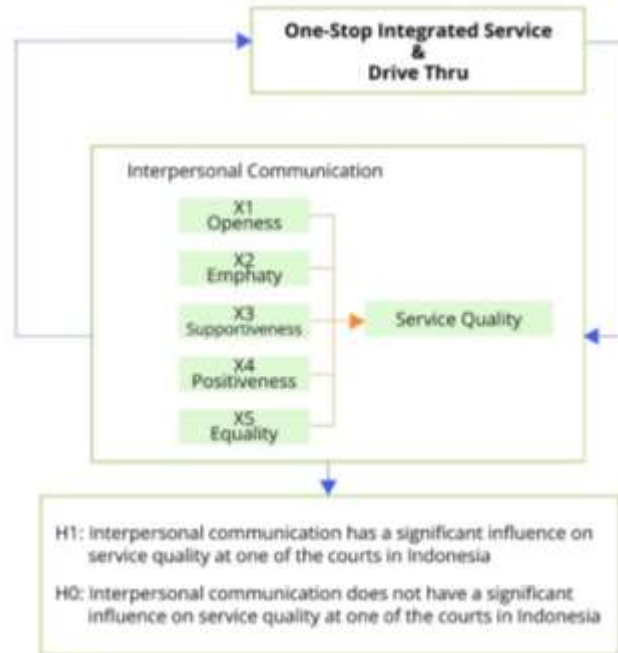 One-Stop Integrated Service
&
Drive Thru
Interpersonal Communication
X1
Openess
X2
Emphaty
X3
Supportiveness
X4
Positiveness
X5
Equality
Service Quality
H1: Interpersonal communication has a significant influence on
service quality at one of the courts in Indonesia
H0: Interpersonal communication does not have a significant
influence on service quality at one of the courts in Indonesia